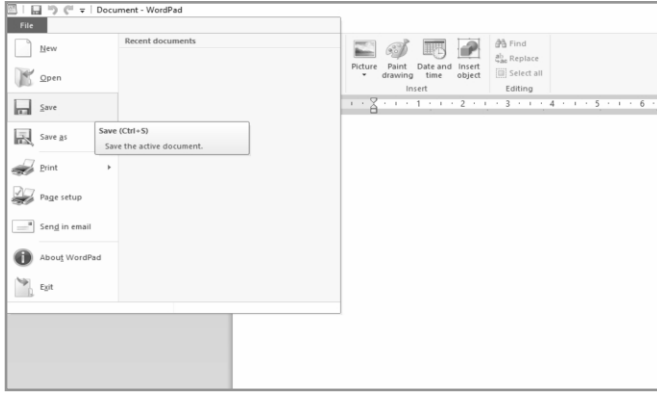 Document - WordPad
File
New
Open
Save
Save as
Print
Page setup
Send in email
About WordPad
Exit
Recent documents
Save (Ctrl+S)
Save the active document.
Picture
Paint drawing
Date and time
Insert object
Insert
Find
Replace
Select all
Editing
1 2 3 4 5 6